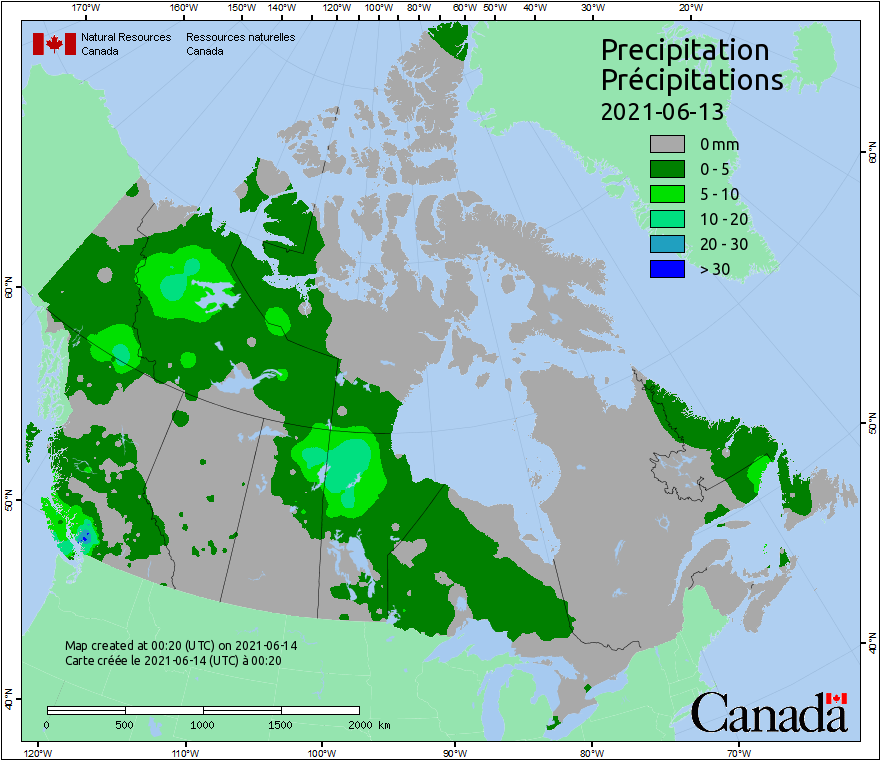 170°W 160°W 150°W 140°W 120°W 100°W 80°W 60°W 50°W 40°W 30°W 20°W
Natural Resources Ressources naturelles
Canada Canada
Precipitation
Précipitations
2021-06-13
0 mm
0 - 5
5 - 10
10 - 20
20 - 30
> 30
60°N 60°N
50°N 50°N
40°N 40°N
Map created at 00:20 (UTC) on 2021-06-14
Carte créée le 2021-06-14 (UTC) à 00:20
0 500 1000 1500 2000 km
Canada
120°W 110°W 100°W 90°W 80°W 70°W